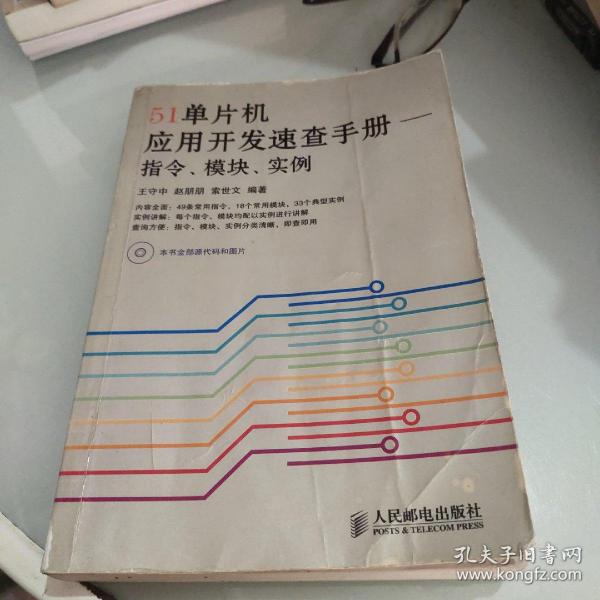 51单片机
应用开发速查手册——
指令、模块、实例
王守中 赵朋朋 索世文 编著
内容全面：49条常用指令，18个常用模块，33个典型实例
实例讲解：每个指令、模块均配以实例进行讲解
查询方便：指令、模块、实例分类清晰，即查即用
本书全部源代码和图片
人民邮电出版社
POSTS & TELECOM PRESS
孔夫子旧书网
www.kongfz.com